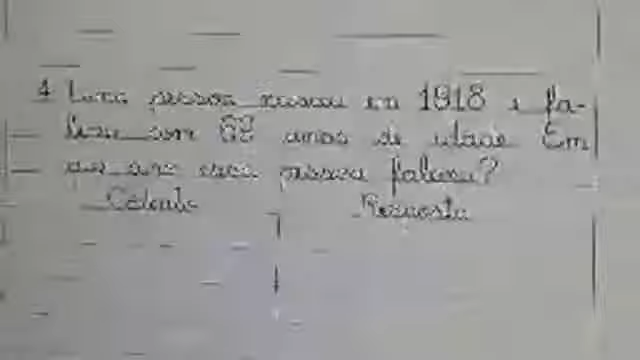 4 Uma pessoa nasceu em 1918 e fa-
leceu com 68 anos de idade. Em
que ano essa pessoa faleceu?
Cálculo Resposta